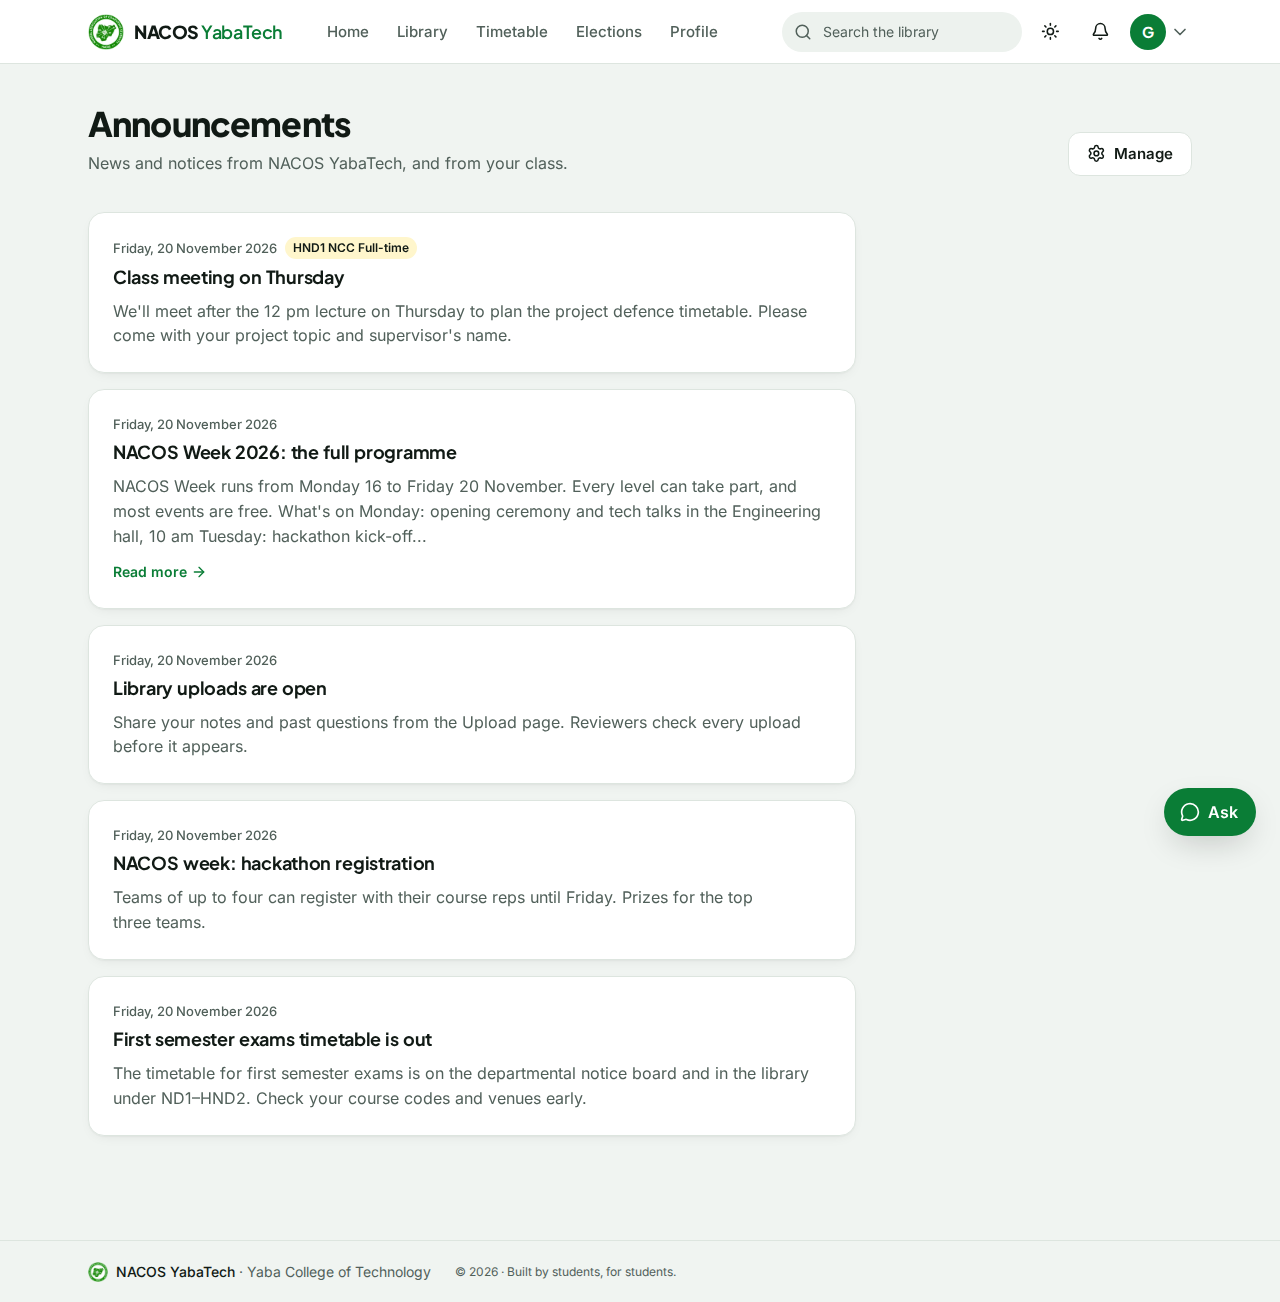 NACOS YabaTech
Home
Library
Timetable
Elections
Profile
Search the library
G
Announcements
News and notices from NACOS YabaTech, and from your class.
Manage
Friday, 20 November 2026
HND1 NCC Full-time
Class meeting on Thursday
We'll meet after the 12 pm lecture on Thursday to plan the project defence timetable. Please
come with your project topic and supervisor's name.
Friday, 20 November 2026
NACOS Week 2026: the full programme
NACOS Week runs from Monday 16 to Friday 20 November. Every level can take part, and
most events are free. What's on Monday: opening ceremony and tech talks in the Engineering
hall, 10 am Tuesday: hackathon kick-off...
Read more →
Friday, 20 November 2026
Library uploads are open
Share your notes and past questions from the Upload page. Reviewers check every upload
before it appears.
Ask
Friday, 20 November 2026
NACOS week: hackathon registration
Teams of up to four can register with their course reps until Friday. Prizes for the top
three teams.
Friday, 20 November 2026
First semester exams timetable is out
The timetable for first semester exams is on the departmental notice board and in the library
under ND1–HND2. Check your course codes and venues early.
NACOS YabaTech · Yaba College of Technology
© 2026 · Built by students, for students.